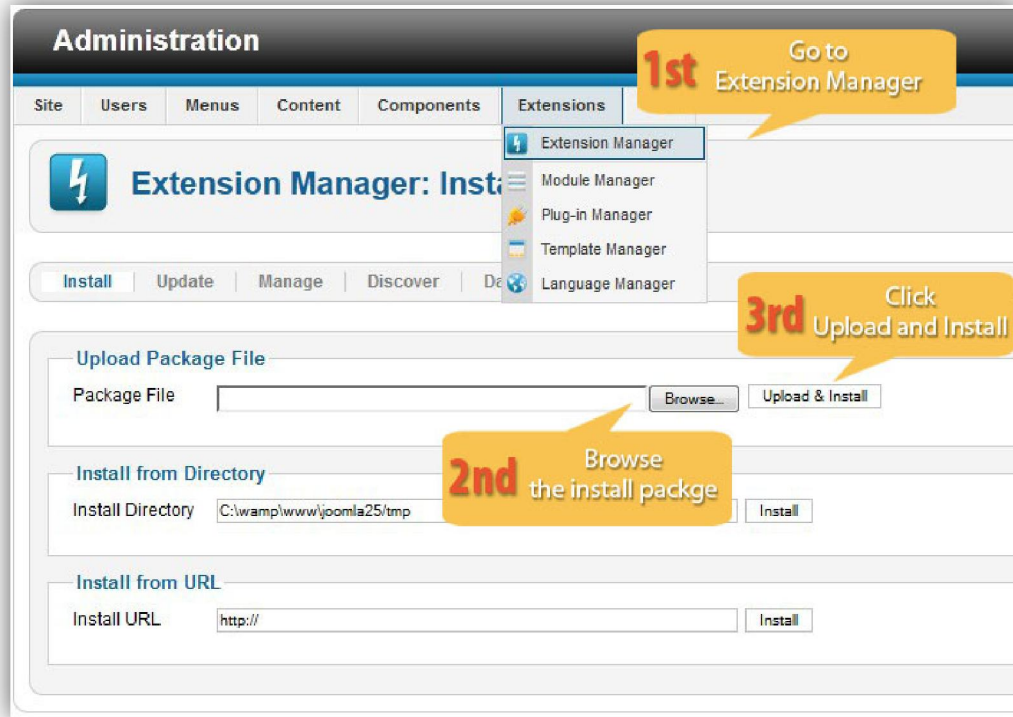 Administration
1st Go to
Extension Manager
Site Users Menus Content Components Extensions
Extension Manager
Extension Manager: Insta
Module Manager
Plug-in Manager
Template Manager
Language Manager
Install Update Manage Discover Da
3rd Click
Upload and Install
Upload Package File
Package File Browse... Upload & Install
2nd Browse
the install packge
Install from Directory
Install Directory C:\wamp\www\joomla25/tmp Install
Install from URL
Install URL http:// Install